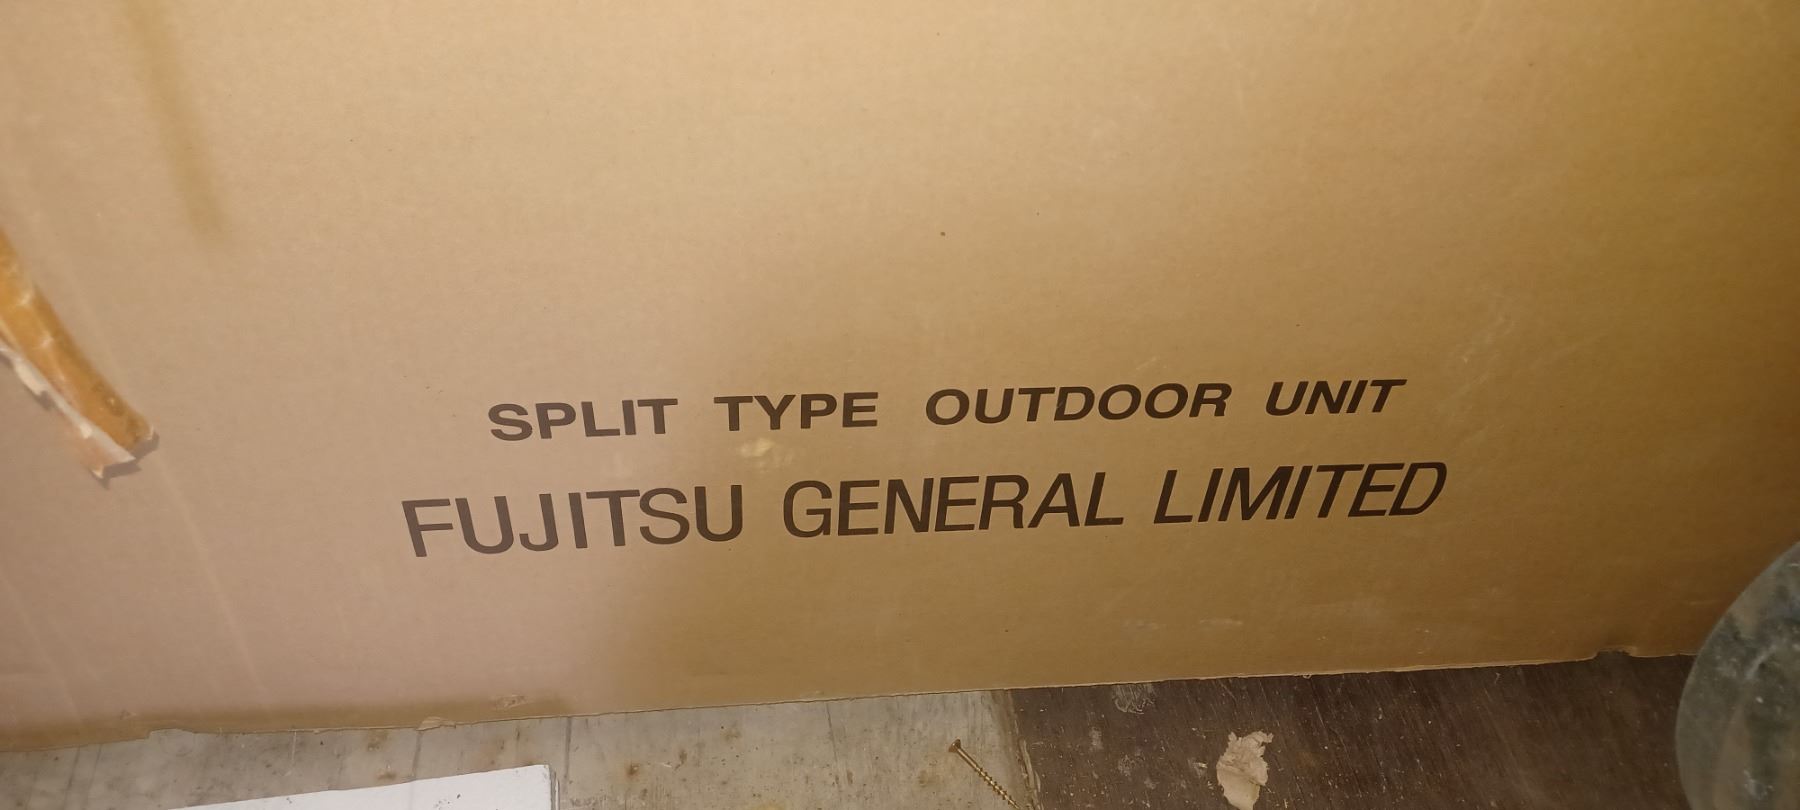 SPLIT TYPE OUTDOOR UNIT
FUJITSU GENERAL LIMITED